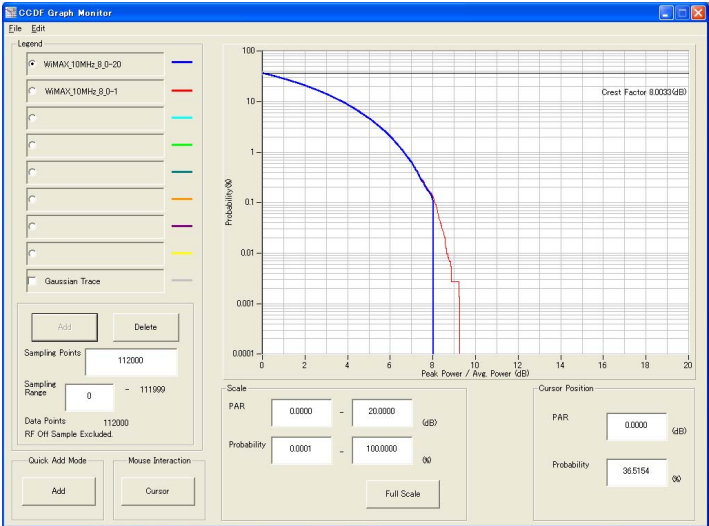 CCDF Graph Monitor
File Edit
Legend
WiMAX_10MHz_8_0-20
WiMAX_10MHz_8_0-1
Gaussian Trace
Add Delete
Sampling Points 112000
Sampling Range 0 - 111999
Data Points 112000
RF Off Sample Excluded.
Quick Add Mode
Add
Mouse Interaction
Cursor
100
10
1
0.1
0.01
0.001
0.0001
Probability(%)
Crest Factor 8.0033(dB)
0 2 4 6 8 10 12 14 16 18 20
Peak Power / Avg. Power (dB)
Scale
PAR 0.0000 - 20.0000 (dB)
Probability 0.0001 - 100.0000 (%)
Full Scale
Cursor Position
PAR 0.0000 (dB)
Probability 36.5154 (%)